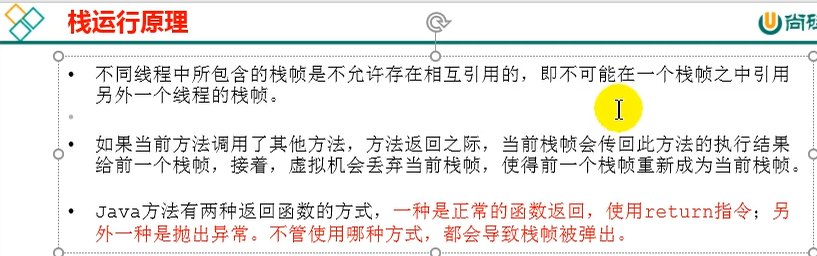 栈运行原理
尚硅
不同线程中所包含的栈帧是不允许存在相互引用的，即不可能在一个栈帧之中引用
另外一个线程的栈帧。
如果当前方法调用了其他方法，方法返回之际，当前栈帧会传回此方法的执行结果
给前一个栈帧，接着，虚拟机会丢弃当前栈帧，使得前一个栈帧重新成为当前栈帧。
Java方法有两种返回函数的方式，一种是正常的函数返回，使用return指令；另
外一种是抛出异常。不管使用哪种方式，都会导致栈帧被弹出。